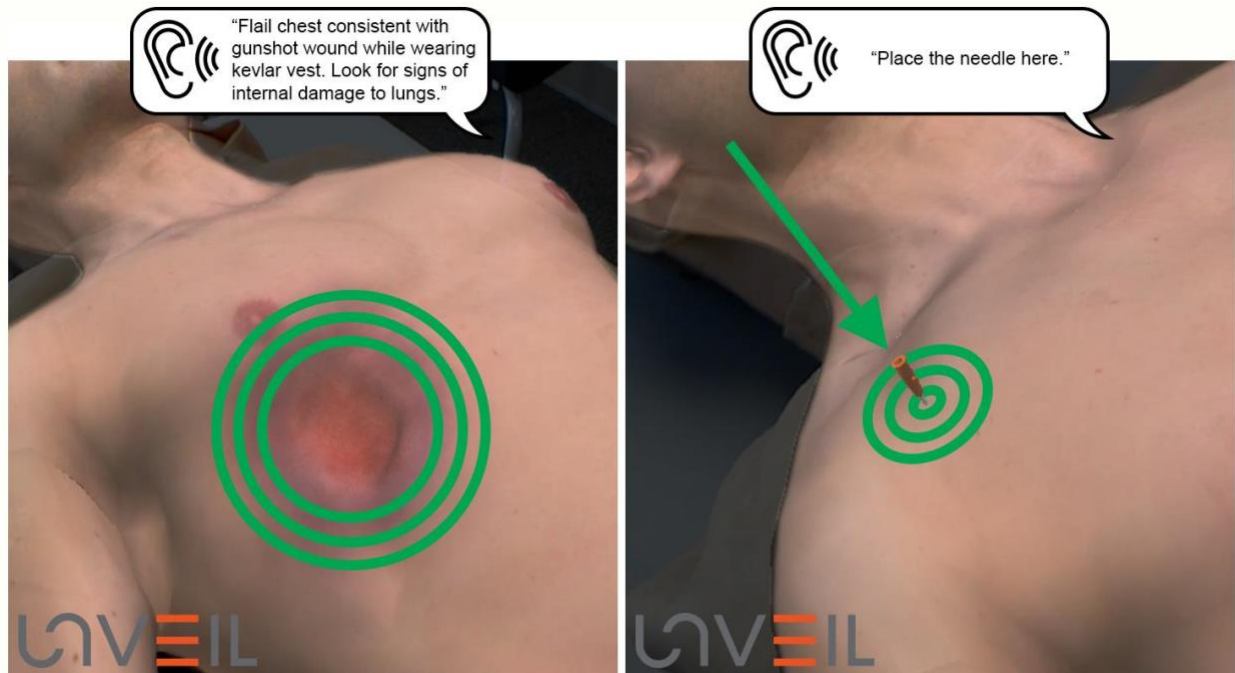 “Flail chest consistent with
gunshot wound while wearing
kevlar vest. Look for signs of
internal damage to lungs.”
“Place the needle here.”
UNVEIL
UNVEIL